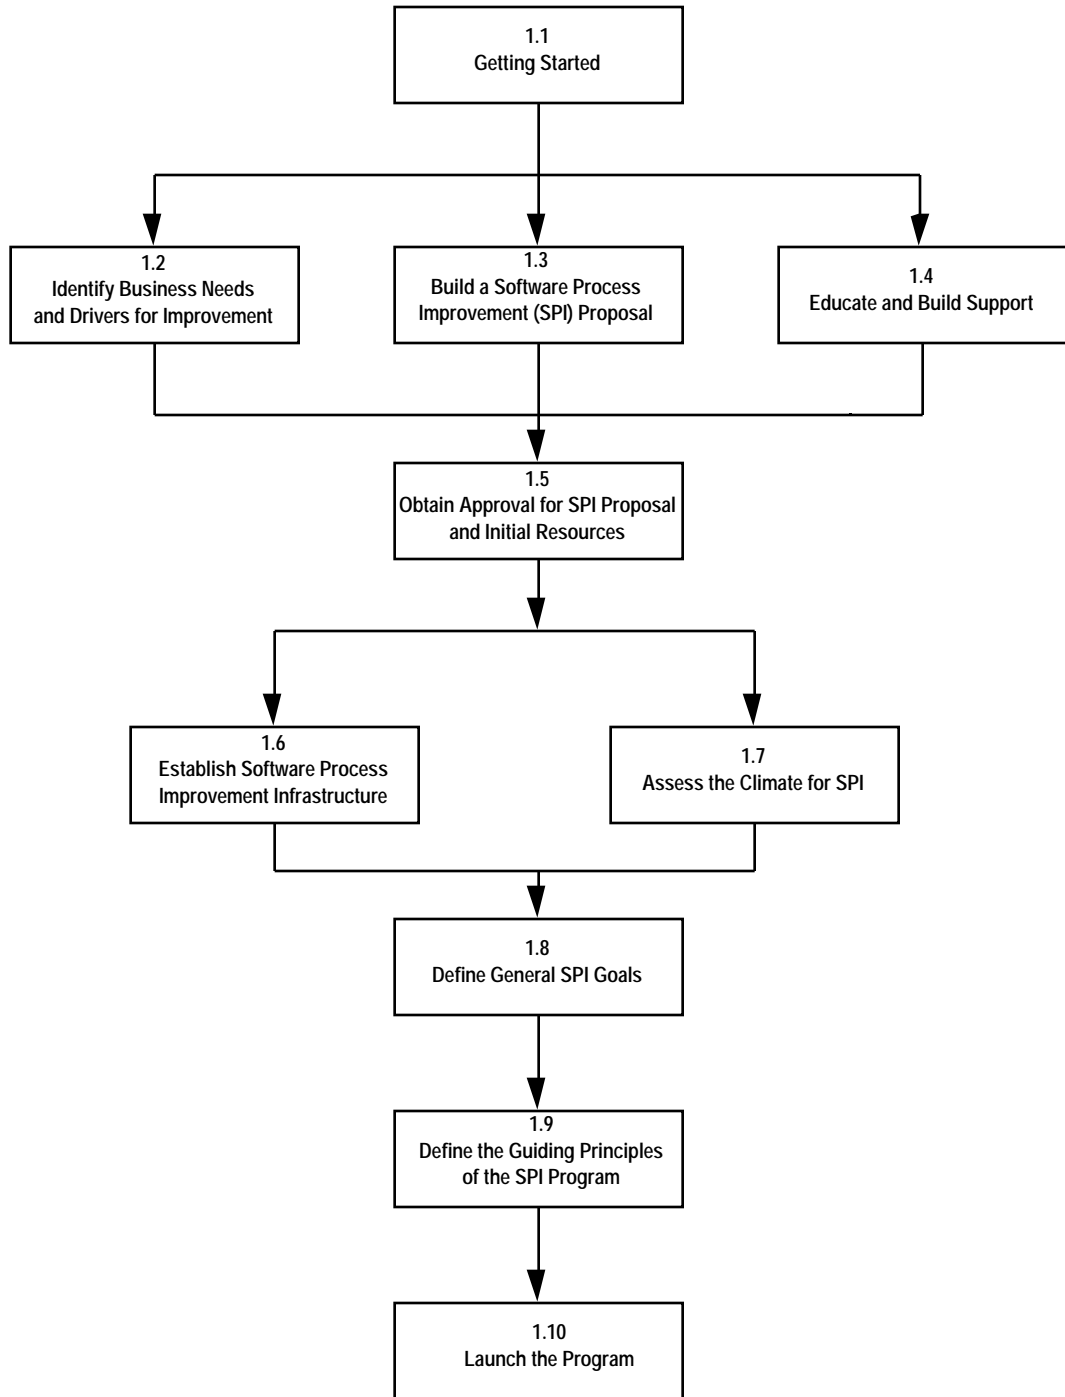 1.1
Getting Started
1.2
Identify Business Needs
and Drivers for Improvement
1.3
Build a Software Process
Improvement (SPI) Proposal
1.4
Educate and Build Support
1.5
Obtain Approval for SPI Proposal
and Initial Resources
1.6
Establish Software Process
Improvement Infrastructure
1.7
Assess the Climate for SPI
1.8
Define General SPI Goals
1.9
Define the Guiding Principles
of the SPI Program
1.10
Launch the Program